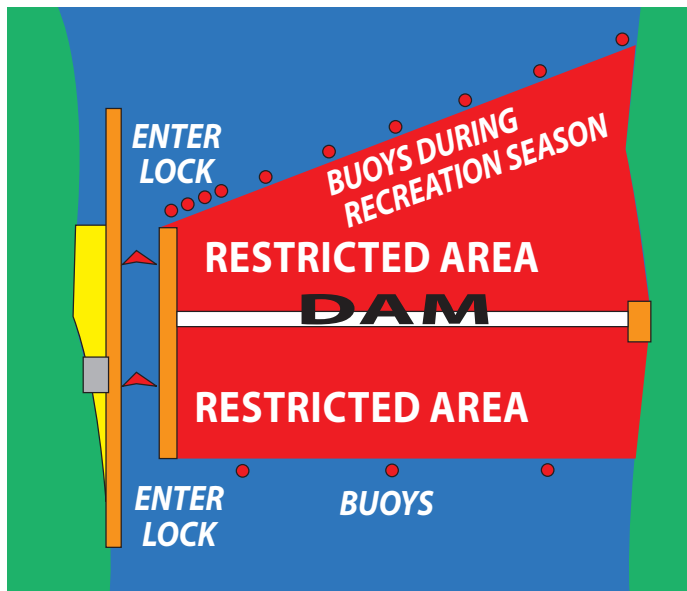 ENTER
LOCK
BUOYS DURING
RECREATION SEASON
RESTRICTED AREA
DAM
RESTRICTED AREA
ENTER
LOCK
BUOYS